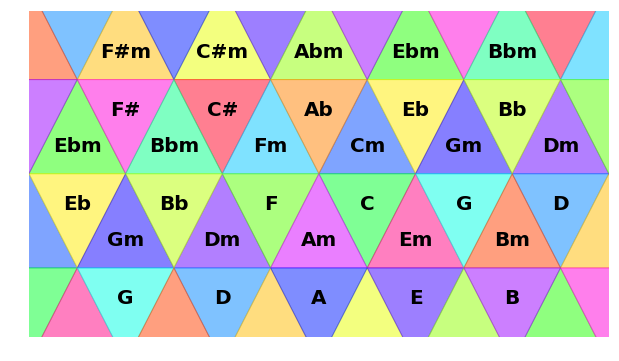 F#m C#m Abm Ebm Bbm
F# C# Ab Eb Bb
Ebm Bbm Fm Cm Gm Dm
Eb Bb F C G D
Gm Dm Am Em Bm
G D A E B